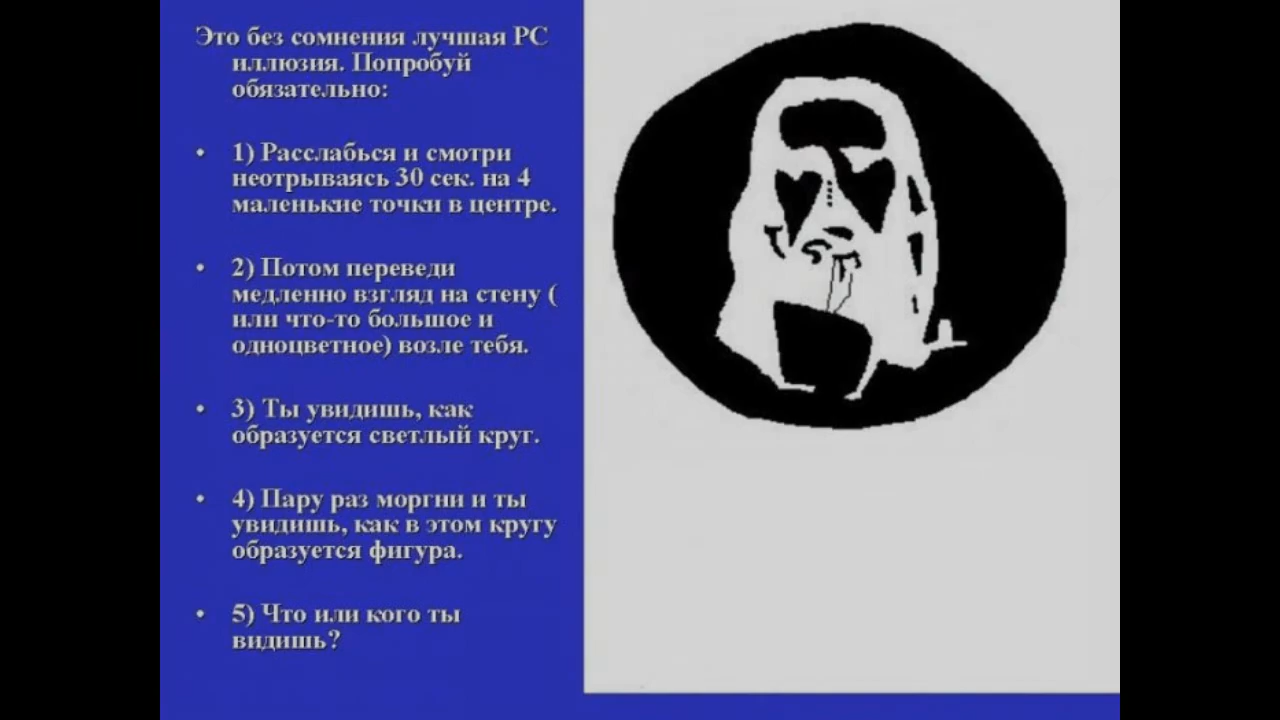 Это без сомнения лучшая РС
иллюзия. Попробуй
обязательно:
• 1) Расслабься и смотри
неотрываясь 30 сек. на 4
маленькие точки в центре.
• 2) Потом переведи
медленно взгляд на стену (
или что-то большое и
одноцветное) возле тебя.
• 3) Ты увидишь, как
образуется светлый круг.
• 4) Пару раз моргни и ты
увидишь, как в этом кругу
образуется фигура.
• 5) Что или кого ты
видишь?